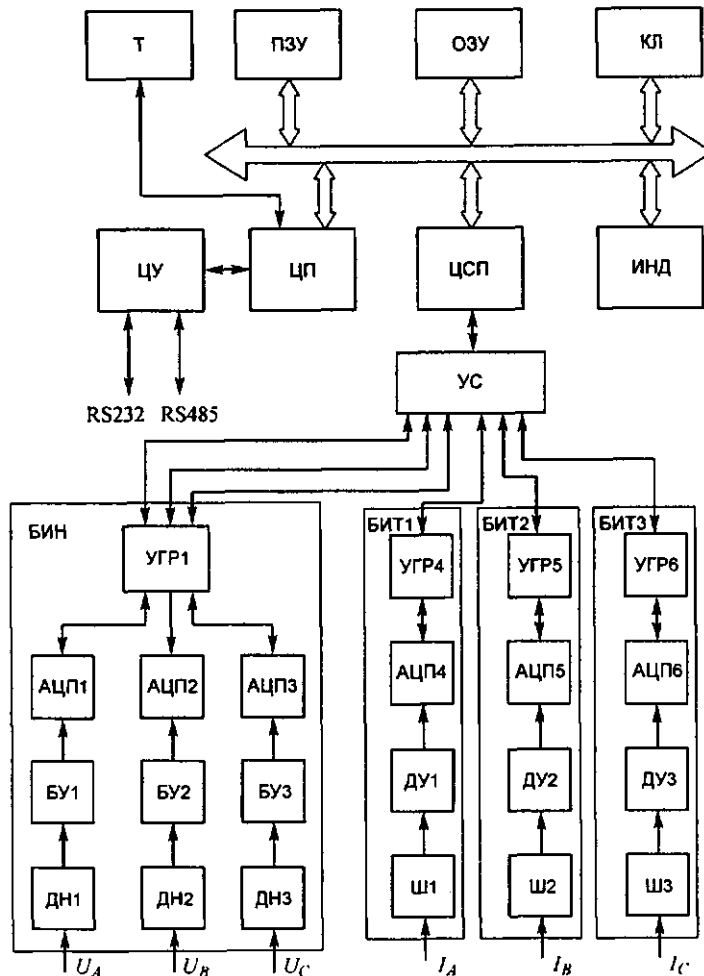 Т ПЗУ ОЗУ КЛ
ЦУ ЦП ЦСП ИНД
УС
RS232 RS485
БИН БИТ1 БИТ2 БИТ3
УГР1 УГР4 УГР5 УГР6
АЦП1 АЦП2 АЦП3 АЦП4 АЦП5 АЦП6
БУ1 БУ2 БУ3 ДУ1 ДУ2 ДУ3
ДН1 ДН2 ДН3 Ш1 Ш2 Ш3
U_A U_B U_C I_A I_B I_C